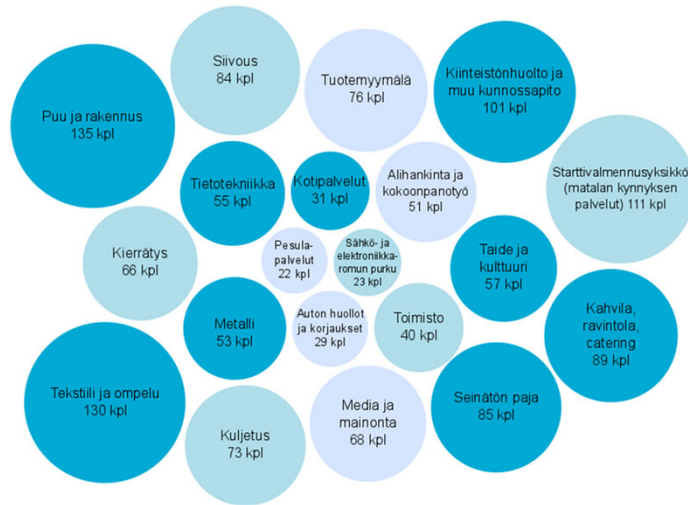 Siivous
84 kpl
Tuotemyymälä
76 kpl
Kiinteistönhuolto ja
muu kunnossapito
101 kpl
Puu ja rakennus
135 kpl
Starttivalmennusyksikkö
(matalan kynnyksen
palvelut) 111 kpl
Tietotekniikka
55 kpl
Kotipalvelut
31 kpl
Alihankinta ja
kokoonpanotyö
51 kpl
Kierrätys
66 kpl
Pesula-
palvelut
22 kpl
Sähkö- ja
elektroniikka-
romun purku
23 kpl
Taide ja
kulttuuri
57 kpl
Metalli
53 kpl
Auton huollot
ja korjaukset
29 kpl
Toimisto
40 kpl
Kahvila,
ravintola,
catering
89 kpl
Tekstiili ja ompelu
130 kpl
Kuljetus
73 kpl
Media ja
mainonta
68 kpl
Seinätön paja
85 kpl